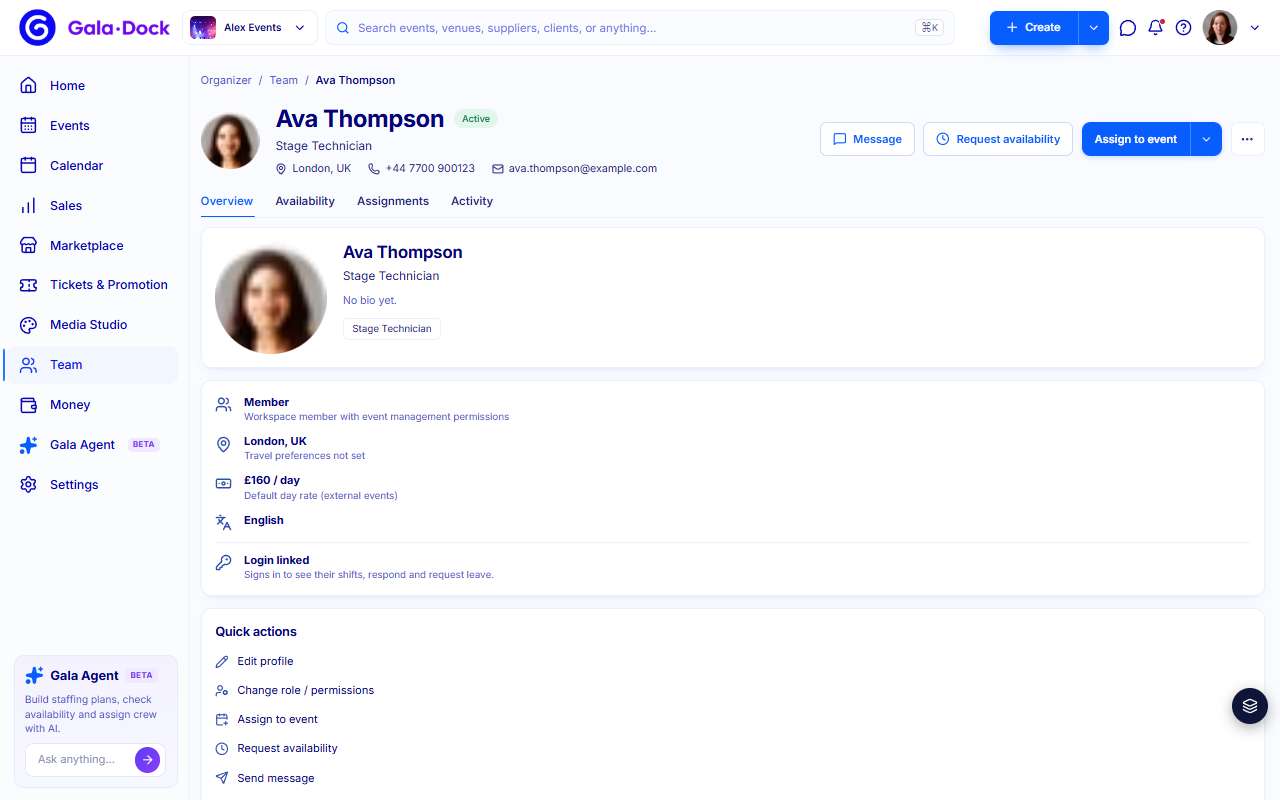 Gala·Dock
Alex Events
Search events, venues, suppliers, clients, or anything...
⌘K
+ Create
Home
Events
Calendar
Sales
Marketplace
Tickets & Promotion
Media Studio
Team
Money
Gala Agent BETA
Settings
Gala Agent BETA
Build staffing plans, check
availability and assign crew
with AI.
Ask anything...
Organizer / Team / Ava Thompson
Ava Thompson Active
Stage Technician
London, UK +44 7700 900123 ava.thompson@example.com
Message
Request availability
Assign to event
Overview Availability Assignments Activity
Ava Thompson
Stage Technician
No bio yet.
Stage Technician
Member
Workspace member with event management permissions
London, UK
Travel preferences not set
£160 / day
Default day rate (external events)
English
Login linked
Signs in to see their shifts, respond and request leave.
Quick actions
Edit profile
Change role / permissions
Assign to event
Request availability
Send message